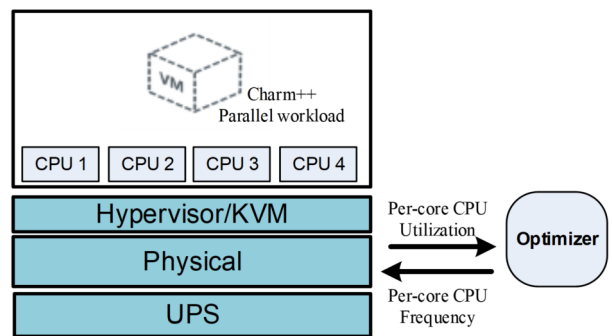 VM
Charm++
Parallel workload
CPU 1
CPU 2
CPU 3
CPU 4
Hypervisor/KVM
Physical
UPS
Per-core CPU
Utilization
Per-core CPU
Frequency
Optimizer